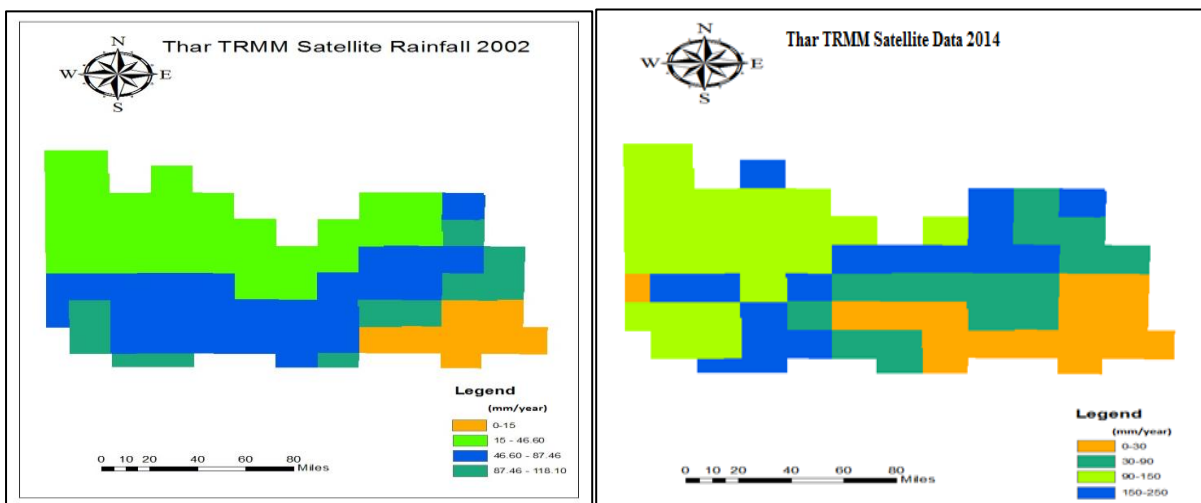 Thar TRMM Satellite Rainfall 2002
N
W E
S
Legend
(mm/year)
0-15
15 - 46.60
46.60 - 87.46
87.46 - 118.10
0 20 40 60 80
Miles
Thar TRMM Satellite Data 2014
N
W E
S
Legend
(mm/year)
0-30
30-90
90-150
150-250
0 20 40 60 80
Miles